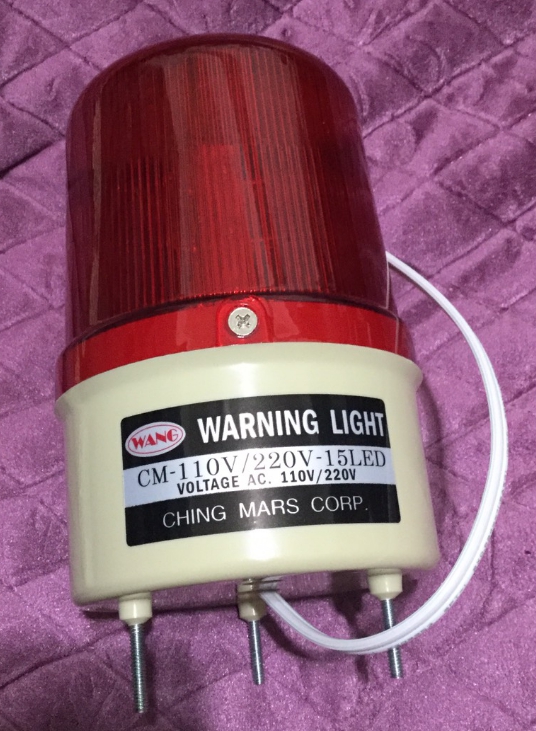 WANG
WARNING LIGHT
CM-110V/220V-15LED
VOLTAGE AC. 110V/220V
CHING MARS CORP.